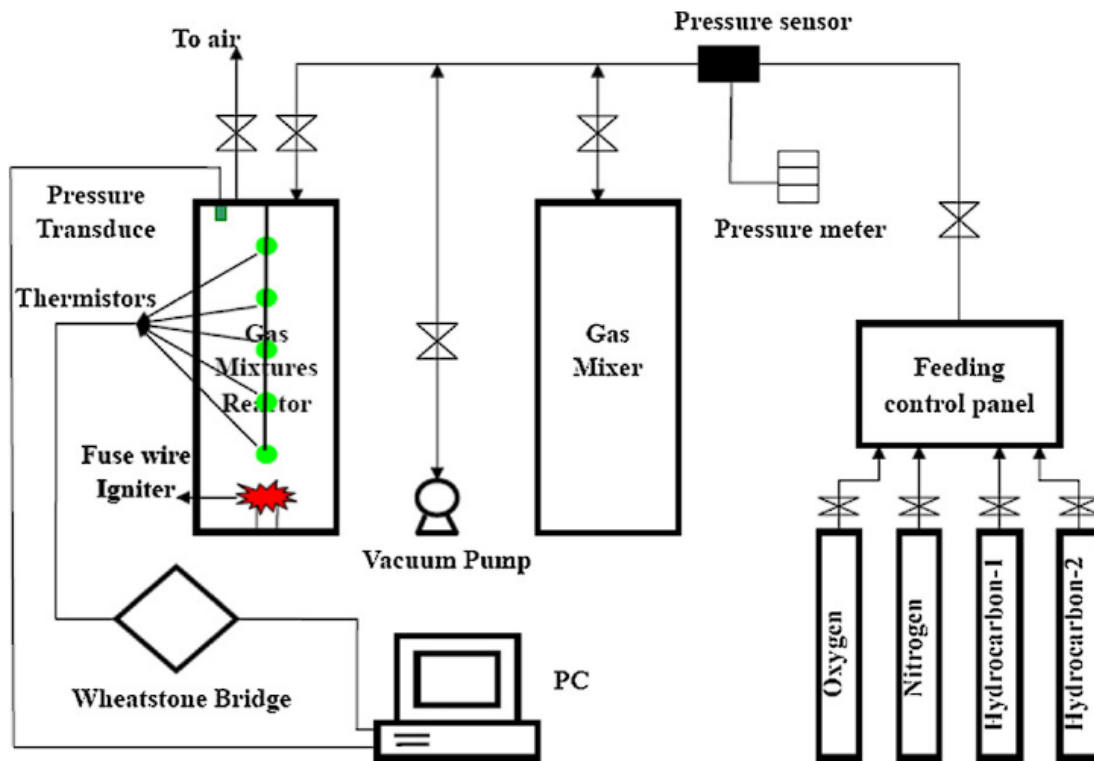 Pressure sensor
To air
Pressure
Transduce
Pressure meter
Thermistors
Gas
Mixtures
Reactor
Gas
Mixer
Feeding
control panel
Fuse wire
Igniter
Vacuum Pump
Oxygen
Nitrogen
Hydrocarbon-1
Hydrocarbon-2
Wheatstone Bridge
PC